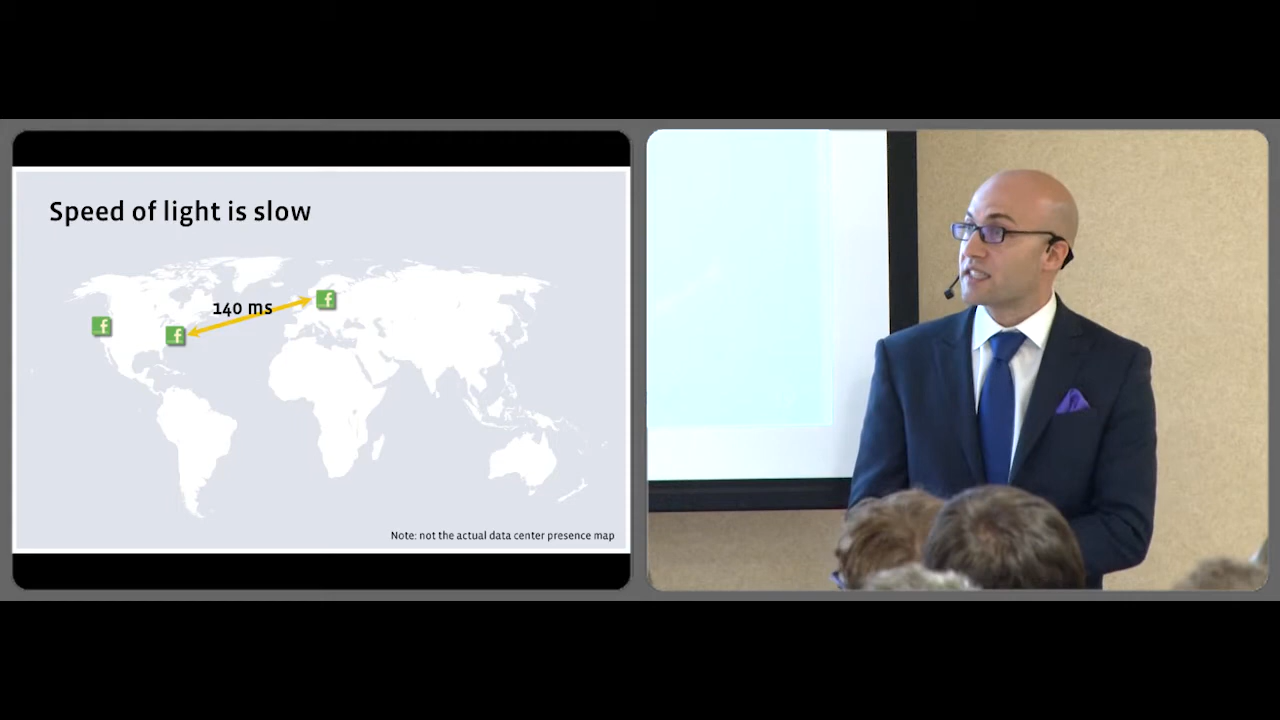 Speed of light is slow
140 ms
f
f
f
Note: not the actual data center presence map